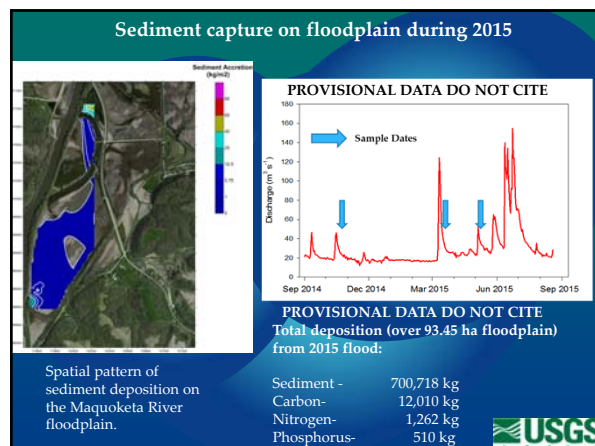 Sediment capture on floodplain during 2015
Sediment Accretion
(kg/m2)
PROVISIONAL DATA DO NOT CITE
180
160
140
120
100
80
60
40
20
0
Discharge (m³ s⁻¹)
Sample Dates
Sep 2014
Dec 2014
Mar 2015
Jun 2015
Sep 2015
PROVISIONAL DATA DO NOT CITE
Total deposition (over 93.45 ha floodplain)
from 2015 flood:
Spatial pattern of
sediment deposition on
the Maquoketa River
floodplain.
Sediment - 700,718 kg
Carbon- 12,010 kg
Nitrogen- 1,262 kg
Phosphorus- 510 kg
USGS